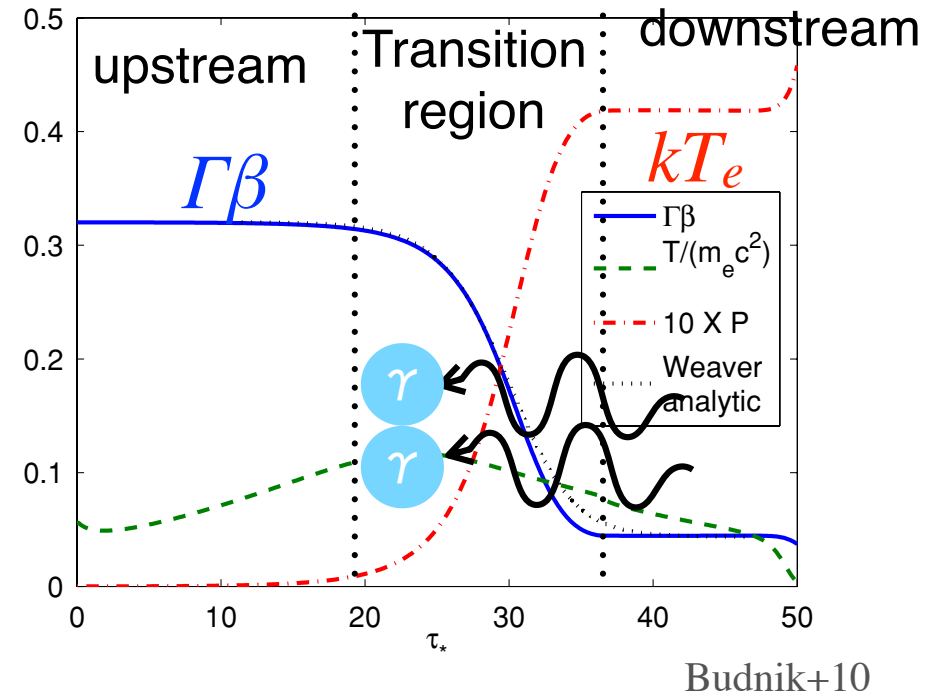 upstream
Transition
region
downstream
Γβ
kTe
Γβ
T/(mec²)
10 X P
Weaver
analytic
γ
γ
0.5
0.4
0.3
0.2
0.1
0
0
10
20
30
40
50
τ*
Budnik+10